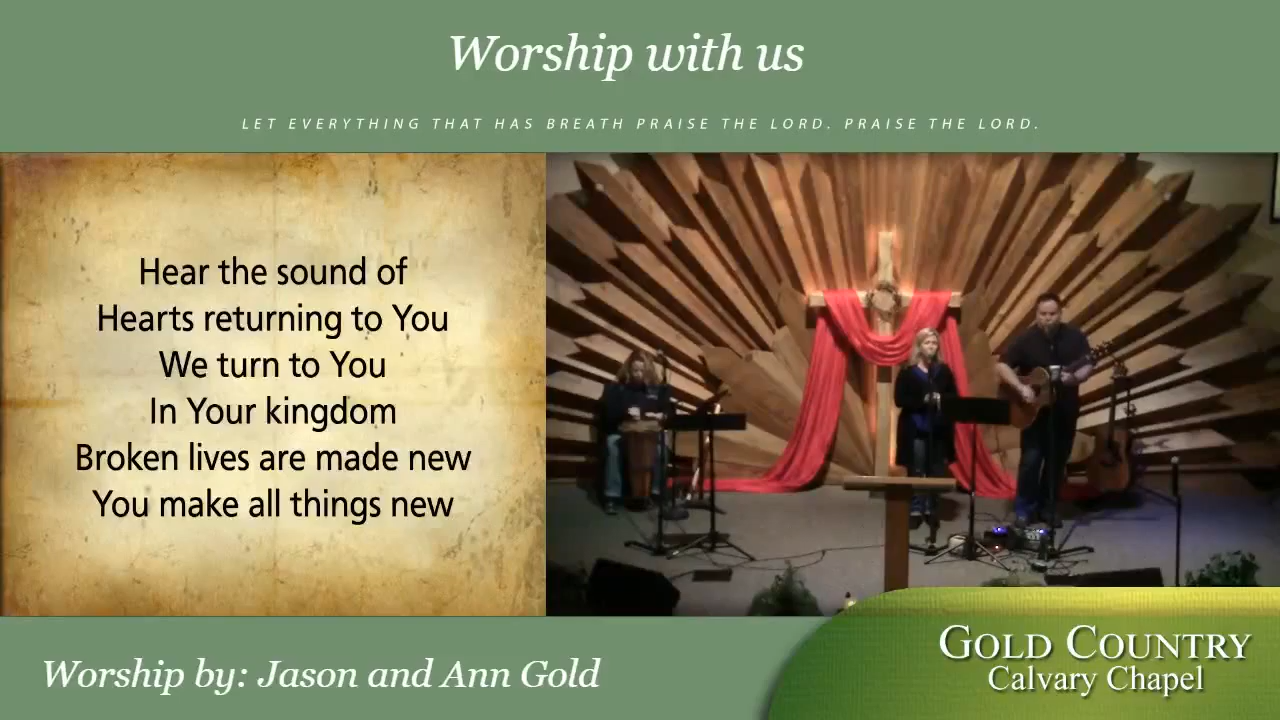 Worship with us
LET EVERYTHING THAT HAS BREATH PRAISE THE LORD. PRAISE THE LORD.
Hear the sound of
Hearts returning to You
We turn to You
In Your kingdom
Broken lives are made new
You make all things new
Worship by: Jason and Ann Gold
GOLD COUNTRY
Calvary Chapel